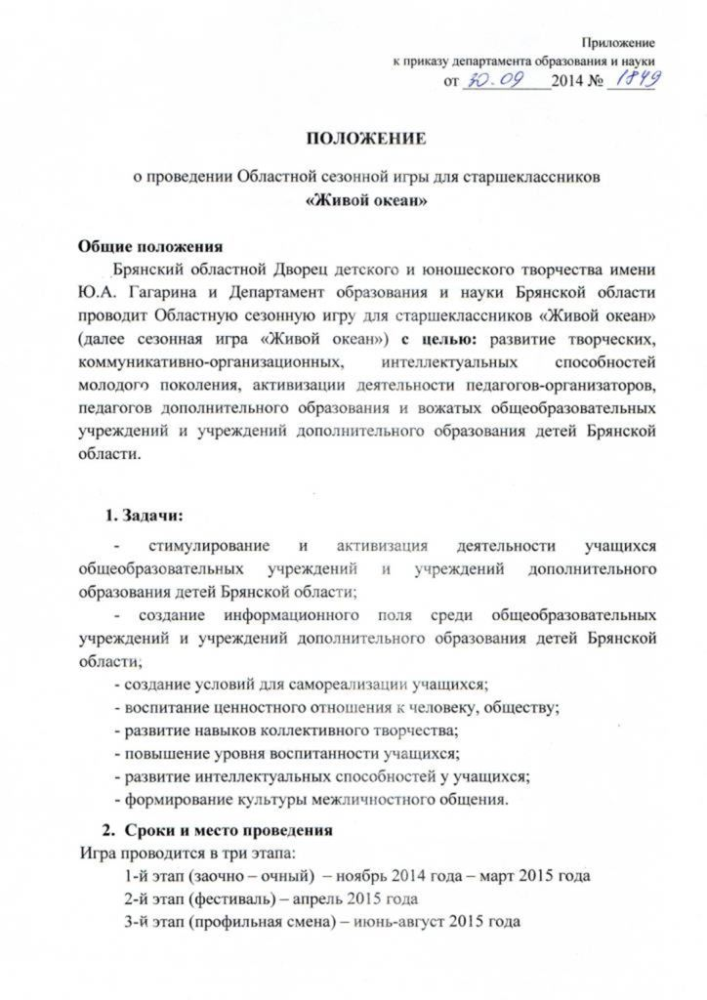 Приложение
к приказу департамента образования и науки
от 30.09 2014 № 1849
ПОЛОЖЕНИЕ
о проведении Областной сезонной игры для старшеклассников
«Живой океан»
Общие положения
Брянский областной Дворец детского и юношеского творчества имени
Ю.А. Гагарина и Департамент образования и науки Брянской области
проводит Областную сезонную игру для старшеклассников «Живой океан»
(далее сезонная игра «Живой океан») с целью: развитие творческих,
коммуникативно-организационных, интеллектуальных способностей
молодого поколения, активизации деятельности педагогов-организаторов,
педагогов дополнительного образования и вожатых общеобразовательных
учреждений и учреждений дополнительного образования детей Брянской
области.
1. Задачи:
- стимулирование и активизация деятельности учащихся
общеобразовательных учреждений и учреждений дополнительного
образования детей Брянской области;
- создание информационного поля среди общеобразовательных
учреждений и учреждений дополнительного образования детей Брянской
области;
- создание условий для самореализации учащихся;
- воспитание ценностного отношения к человеку, обществу;
- развитие навыков коллективного творчества;
- повышение уровня воспитанности учащихся;
- развитие интеллектуальных способностей у учащихся;
- формирование культуры межличностного общения.
2. Сроки и место проведения
Игра проводится в три этапа:
1-й этап (заочно – очный) – ноябрь 2014 года – март 2015 года
2-й этап (фестиваль) – апрель 2015 года
3-й этап (профильная смена) – июнь-август 2015 года